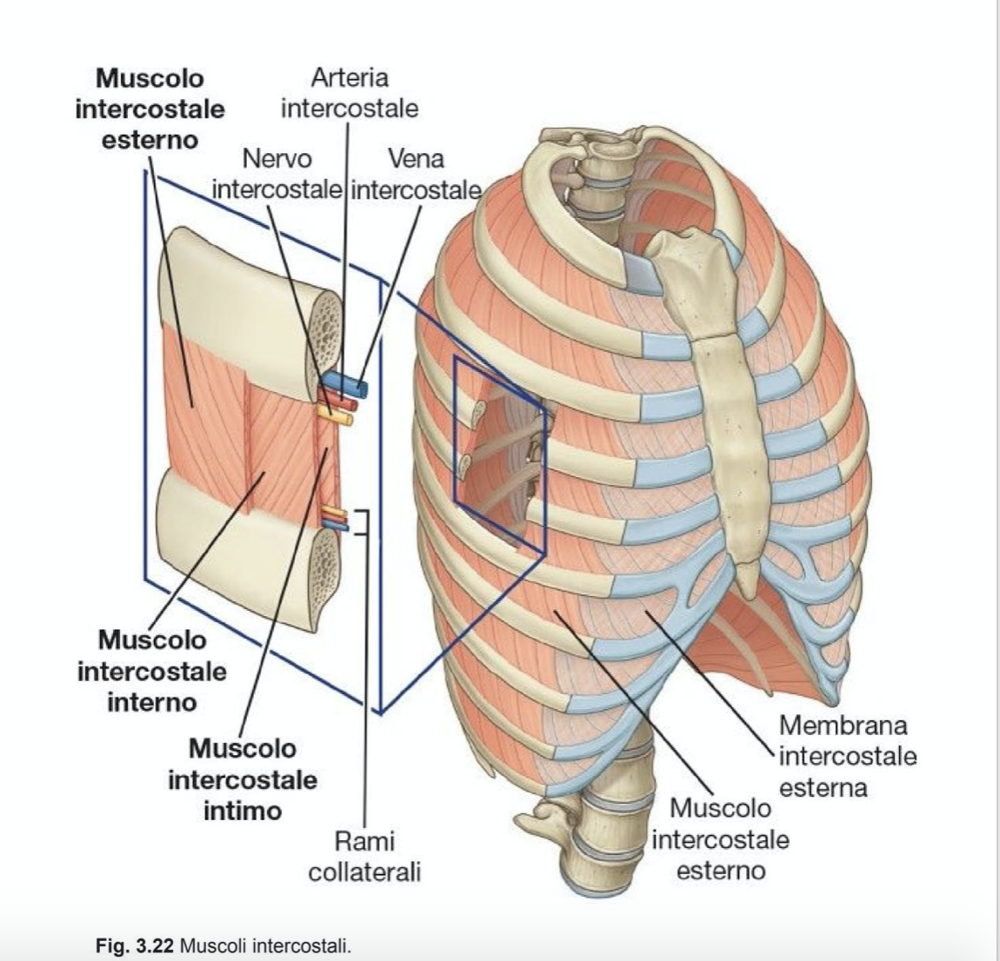 Muscolo
intercostale
esterno
Arteria
intercostale
Nervo
intercostale
Vena
intercostale
Muscolo
intercostale
interno
Muscolo
intercostale
intimo
Rami
collaterali
Membrana
intercostale
esterna
Muscolo
intercostale
esterno
Fig. 3.22 Muscoli intercostali.